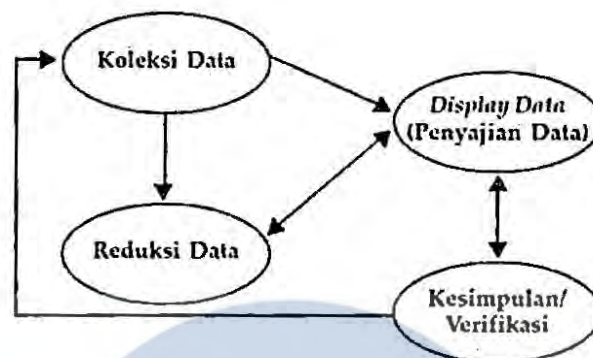 Koleksi Data
Display Data
(Penyajian Data)
Reduksi Data
Kesimpulan/
Verifikasi